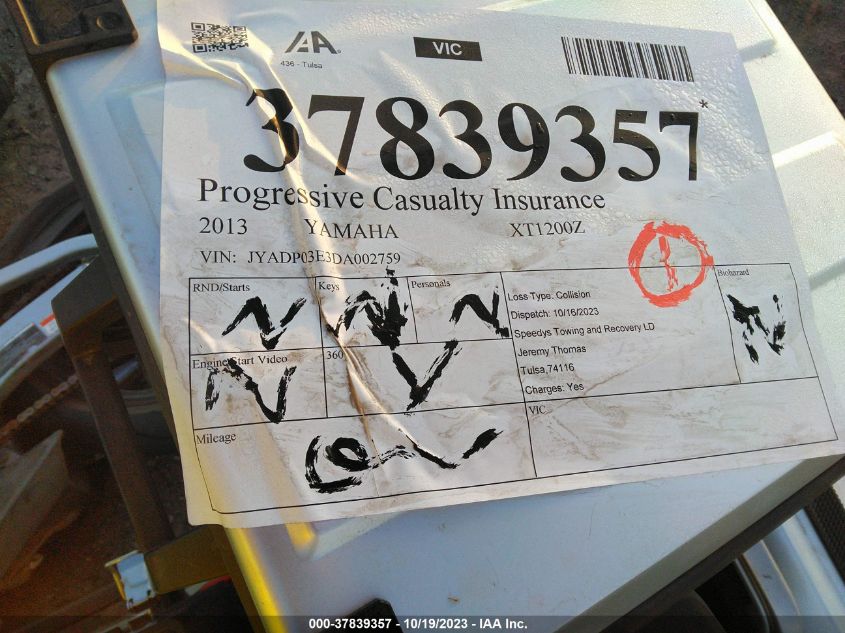 IAA
VIC
436 - Tulsa
37839357*
Progressive Casualty Insurance
2013 YAMAHA XT1200Z
VIN: JYADP03E3DA002759
RND/Starts Keys Personals Biohazard
Loss Type: Collision
Dispatch: 10/16/2023
Speedys Towing and Recovery LD
Engine Start Video 360
Jeremy Thomas
Tulsa,74116
Charges: Yes
Mileage
VIC
000-37839357 - 10/19/2023 - IAA Inc.